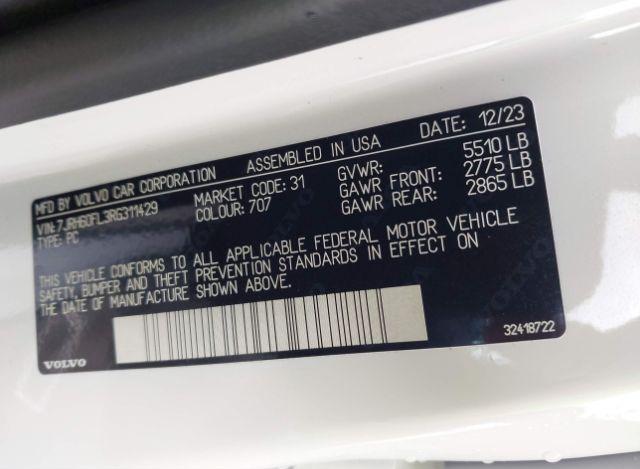 MFD BY VOLVO CAR CORPORATION ASSEMBLED IN USA DATE: 12/23
VIN: 7JRH60FL3RG311429 MARKET CODE: 31 GVWR: 5510 LB
TYPE: PC COLOUR: 707 GAWR FRONT: 2775 LB
GAWR REAR: 2865 LB
THIS VEHICLE CONFORMS TO ALL APPLICABLE FEDERAL MOTOR VEHICLE
SAFETY, BUMPER AND THEFT PREVENTION STANDARDS IN EFFECT ON
THE DATE OF MANUFACTURE SHOWN ABOVE.
VOLVO 32418722